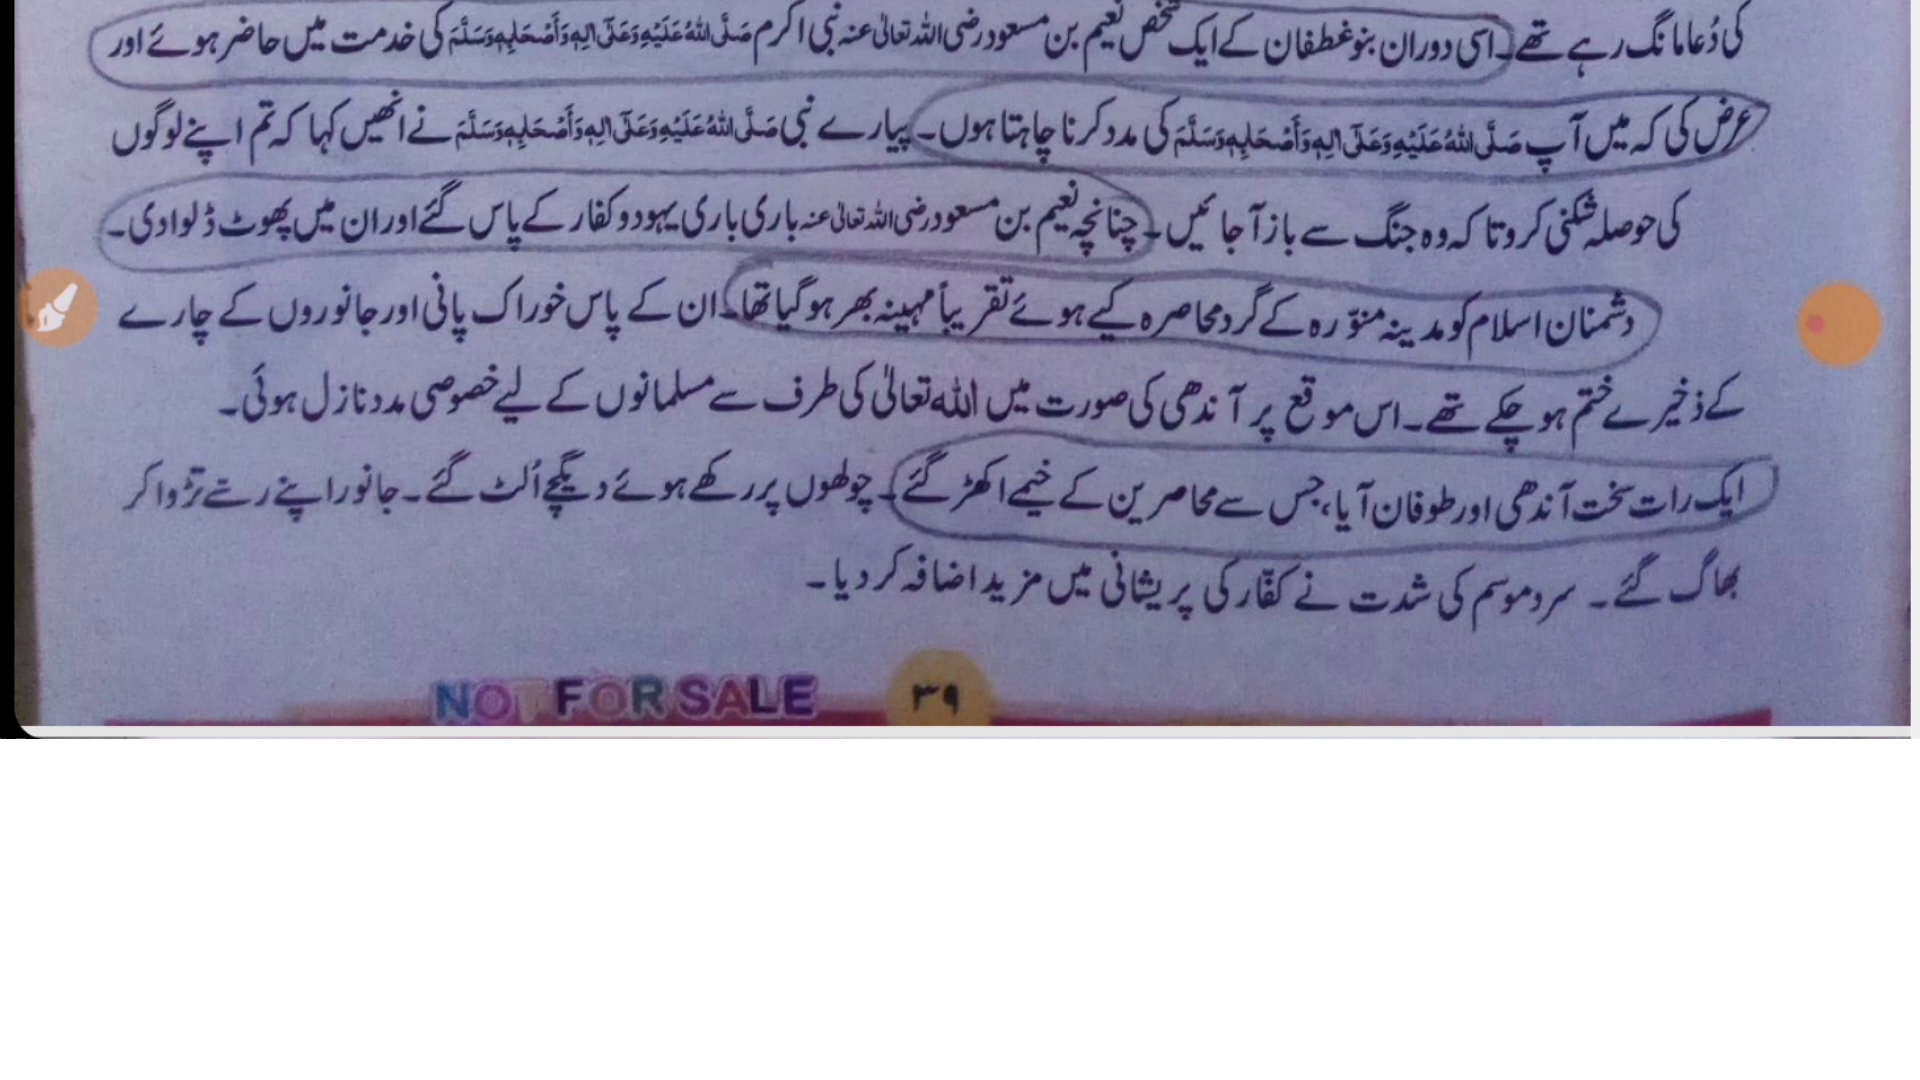 کی دُعا مانگ رہے تھے۔ اسی دوران بنو غطفان کے ایک شخص نعیم بن مسعود رضی اللہ تعالیٰ عنہ نبی اکرم صَلَّى اللهُ عَلَيْهِ وَعَلٰى اٰلِهٖ وَاَصْحَابِهٖ وَسَلَّمَ کی خدمت میں حاضر ہوئے اور
عرض کی کہ میں آپ صَلَّى اللهُ عَلَيْهِ وَعَلٰى اٰلِهٖ وَاَصْحَابِهٖ وَسَلَّمَ کی مدد کرنا چاہتا ہوں۔ پیارے نبی صَلَّى اللهُ عَلَيْهِ وَعَلٰى اٰلِهٖ وَاَصْحَابِهٖ وَسَلَّمَ نے انھیں کہا کہ تم اپنے لوگوں
کی حوصلہ شکنی کرو تا کہ وہ جنگ سے باز آ جائیں۔ چنانچہ نعیم بن مسعود رضی اللہ تعالیٰ عنہ باری باری یہود و کفار کے پاس گئے اور ان میں پھوٹ ڈلوا دی۔
دشمنان اسلام کو مدینہ منوّرہ کے گرد محاصرہ کیے ہوئے تقریباً مہینہ بھر ہو گیا تھا۔ ان کے پاس خوراک پانی اور جانوروں کے چارے
کے ذخیرے ختم ہو چکے تھے۔ اس موقع پر آندھی کی صورت میں اللہ تعالیٰ کی طرف سے مسلمانوں کے لیے خصوصی مدد نازل ہوئی۔
ایک رات سخت آندھی اور طوفان آیا، جس سے محاصرین کے خیمے اکھڑ گئے۔ چولھوں پر رکھے ہوئے دیگچے اُلٹ گئے۔ جانور اپنے رسّے تڑوا کر
بھاگ گئے۔ سرد موسم کی شدت نے کفّار کی پریشانی میں مزید اضافہ کر دیا۔
NOT FOR SALE ۳۹